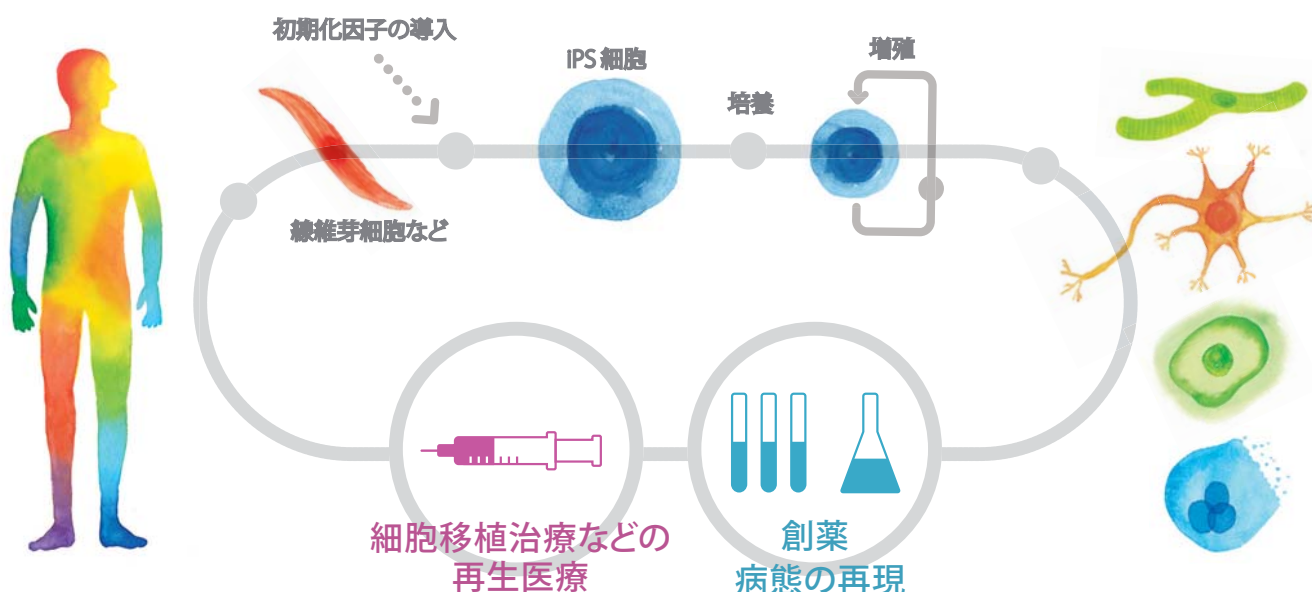 初期化因子の導入
iPS 細胞
増殖
培養
線維芽細胞など
細胞移植治療などの
再生医療
創薬
病態の再現